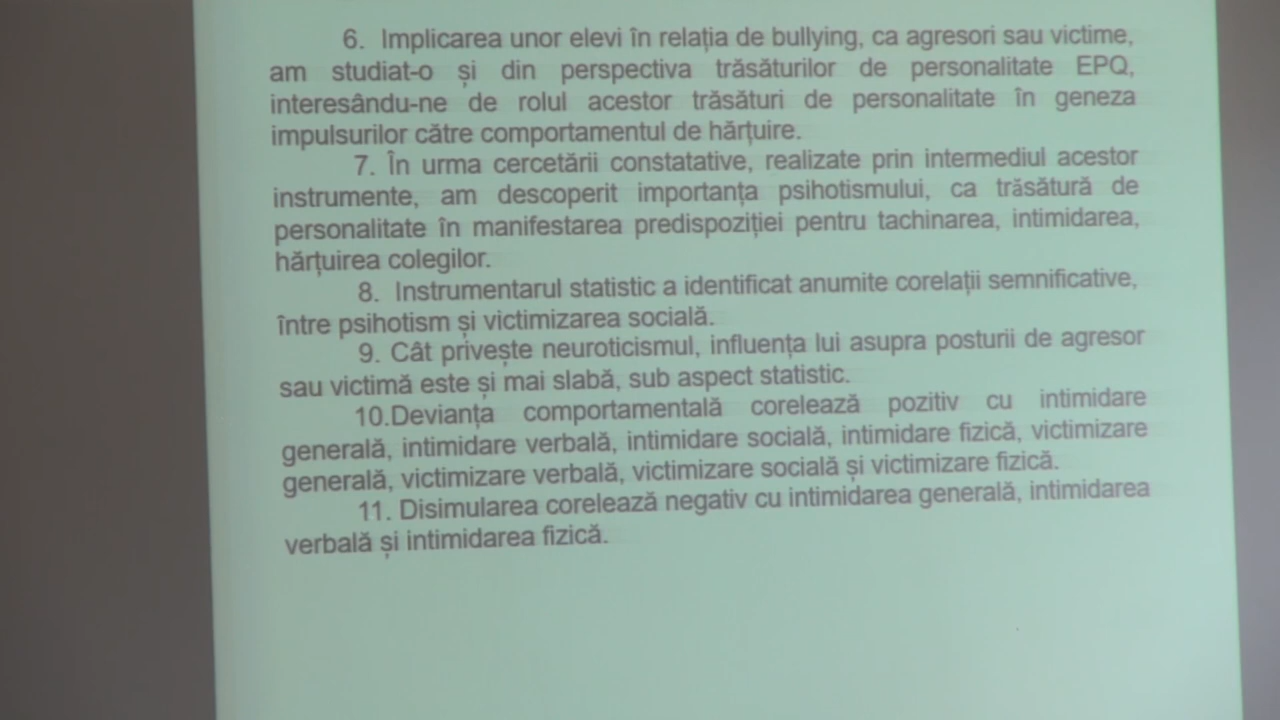 6. Implicarea unor elevi în relația de bullying, ca agresori sau victime,
am studiat-o și din perspectiva trăsăturilor de personalitate EPQ,
interesându-ne de rolul acestor trăsături de personalitate în geneza
impulsurilor către comportamentul de hărțuire.
7. În urma cercetării constatative, realizate prin intermediul acestor
instrumente, am descoperit importanța psihotismului, ca trăsătură de
personalitate în manifestarea predispoziției pentru tachinarea, intimidarea,
hărțuirea colegilor.
8. Instrumentarul statistic a identificat anumite corelații semnificative,
între psihotism și victimizarea socială.
9. Cât privește neuroticismul, influența lui asupra posturii de agresor
sau victimă este și mai slabă, sub aspect statistic.
10.Devianța comportamentală corelează pozitiv cu intimidare
generală, intimidare verbală, intimidare socială, intimidare fizică, victimizare
generală, victimizare verbală, victimizare socială și victimizare fizică.
11. Disimularea corelează negativ cu intimidarea generală, intimidarea
verbală și intimidarea fizică.